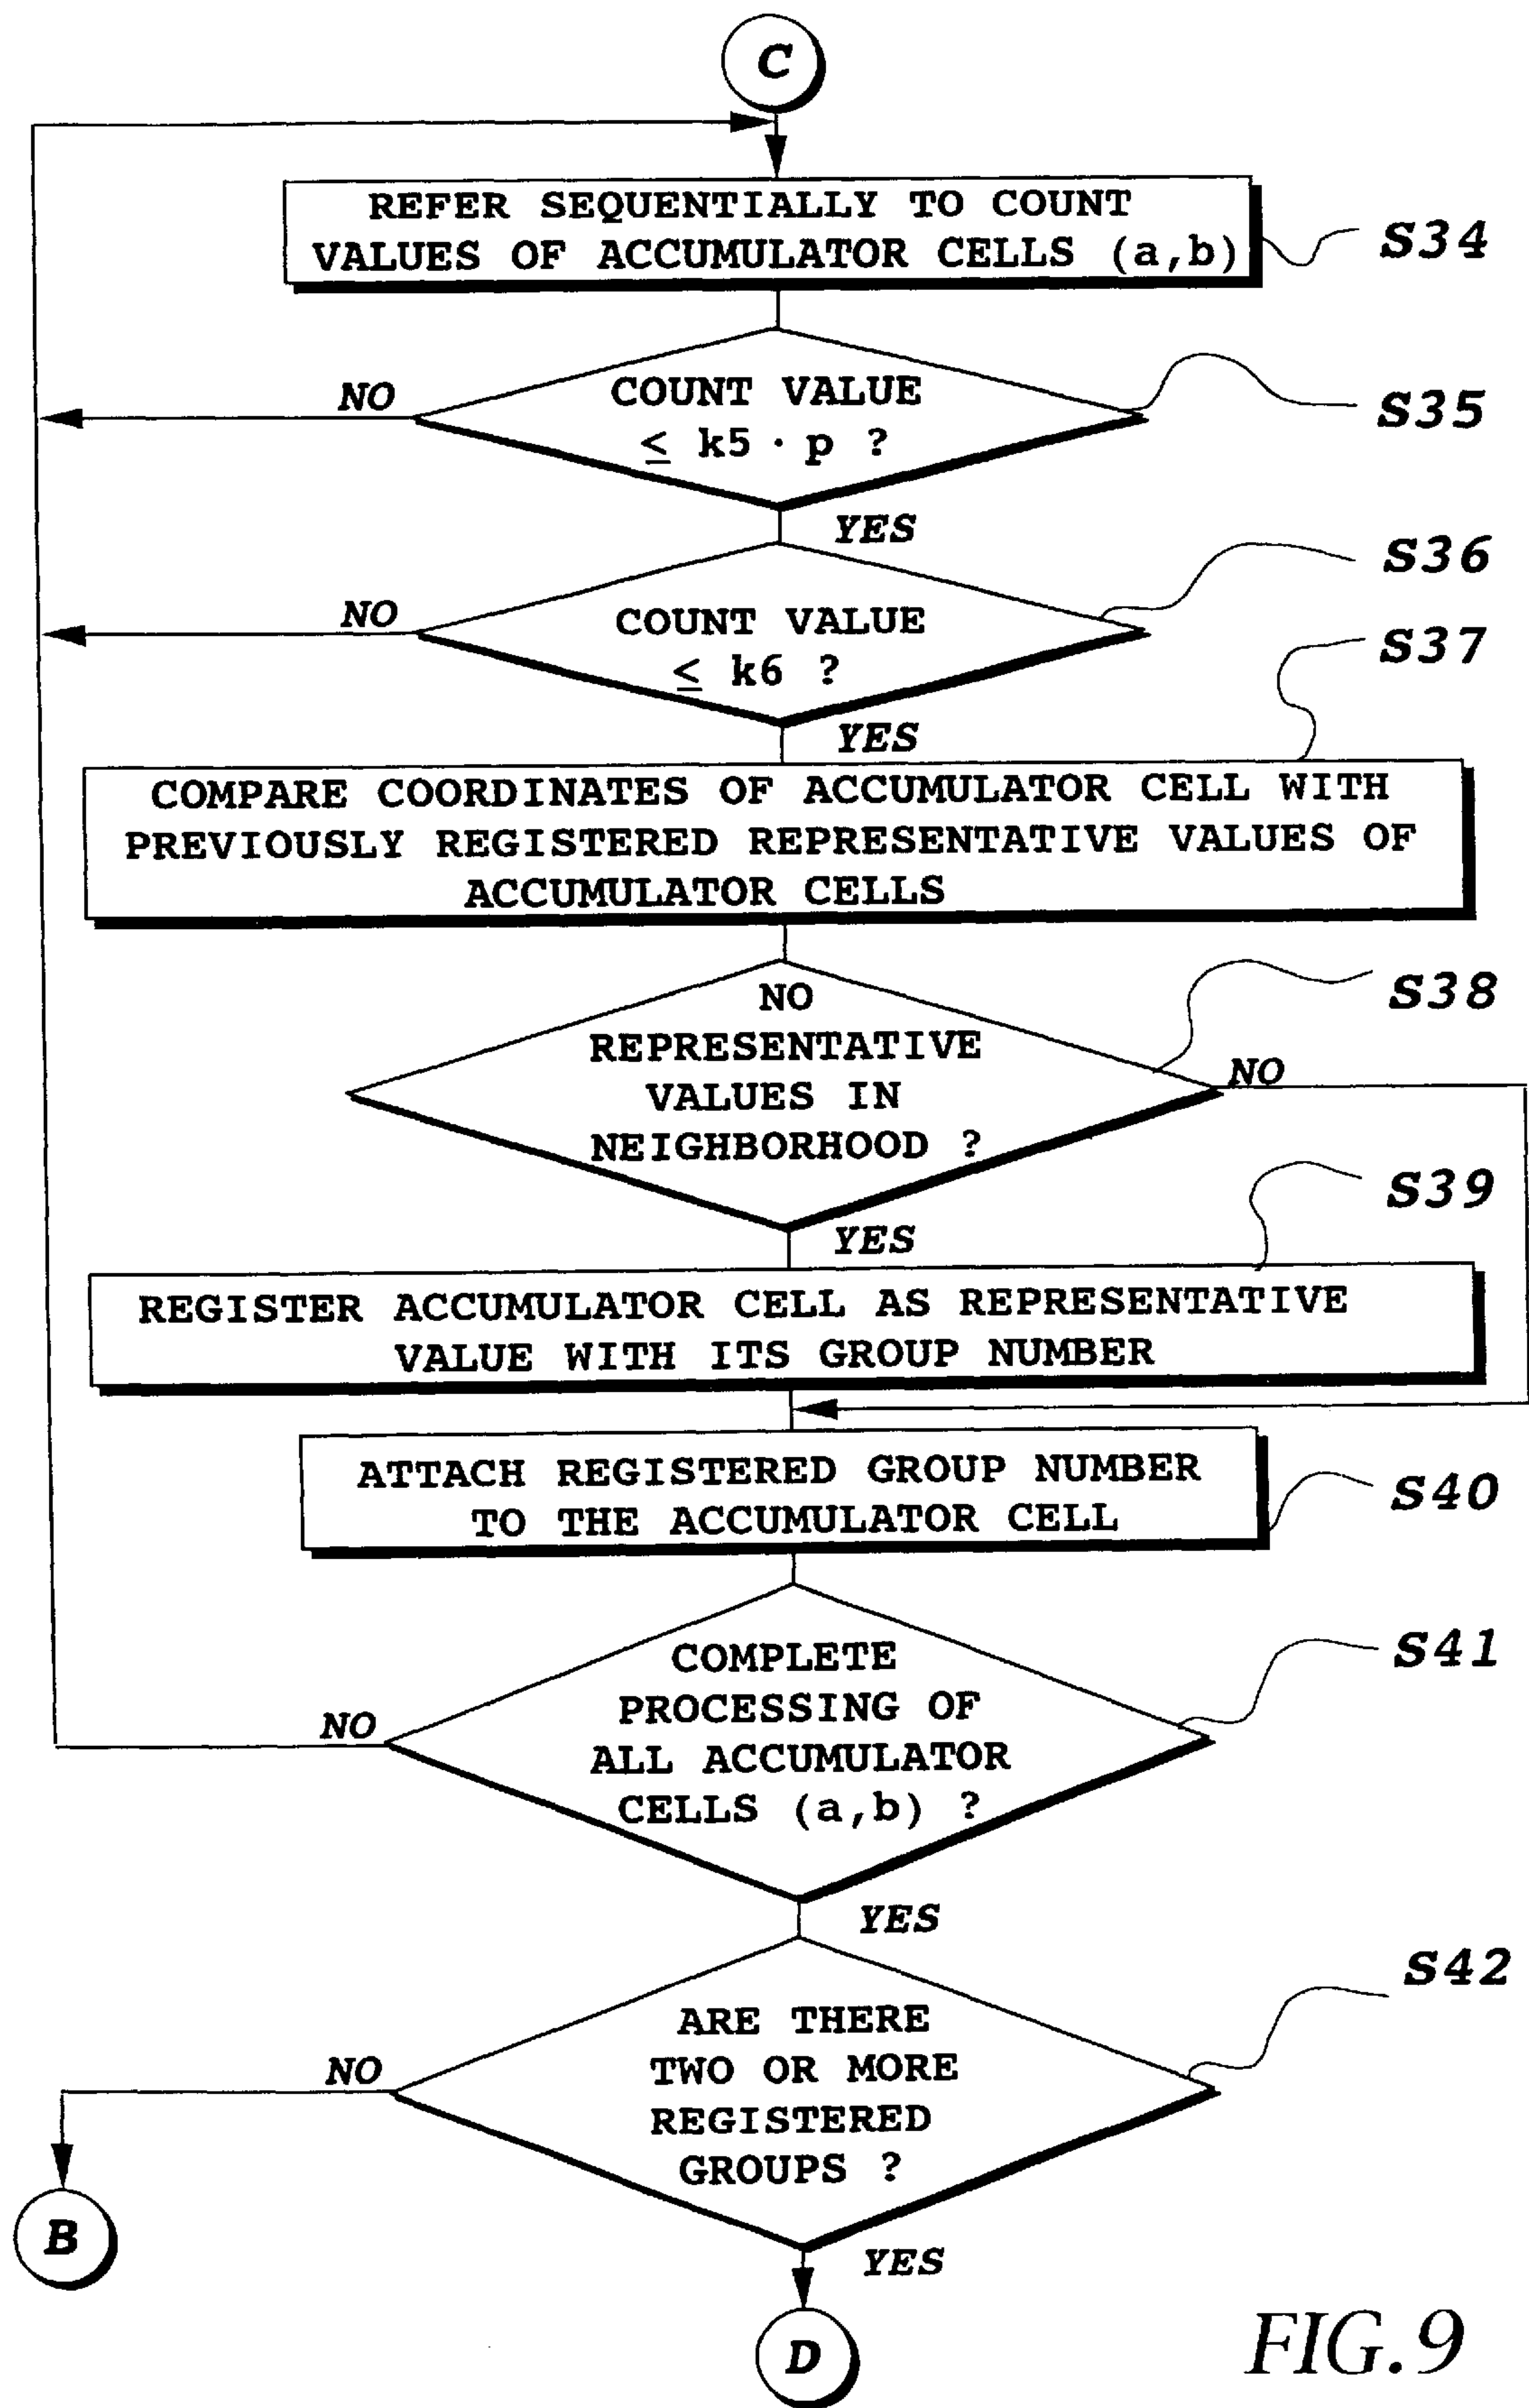 C
REFER SEQUENTIALLY TO COUNT
VALUES OF ACCUMULATOR CELLS (a,b)
S34
COUNT VALUE
≤ k5 · p ?
NO
S35
YES
COUNT VALUE
≤ k6 ?
NO
S36
YES
S37
COMPARE COORDINATES OF ACCUMULATOR CELL WITH
PREVIOUSLY REGISTERED REPRESENTATIVE VALUES OF
ACCUMULATOR CELLS
NO
REPRESENTATIVE
VALUES IN
NEIGHBORHOOD ?
S38
NO
YES
S39
REGISTER ACCUMULATOR CELL AS REPRESENTATIVE
VALUE WITH ITS GROUP NUMBER
ATTACH REGISTERED GROUP NUMBER
TO THE ACCUMULATOR CELL
S40
COMPLETE
PROCESSING OF
ALL ACCUMULATOR
CELLS (a,b) ?
S41
NO
YES
ARE THERE
TWO OR MORE
REGISTERED
GROUPS ?
S42
NO
B
YES
D
FIG.9